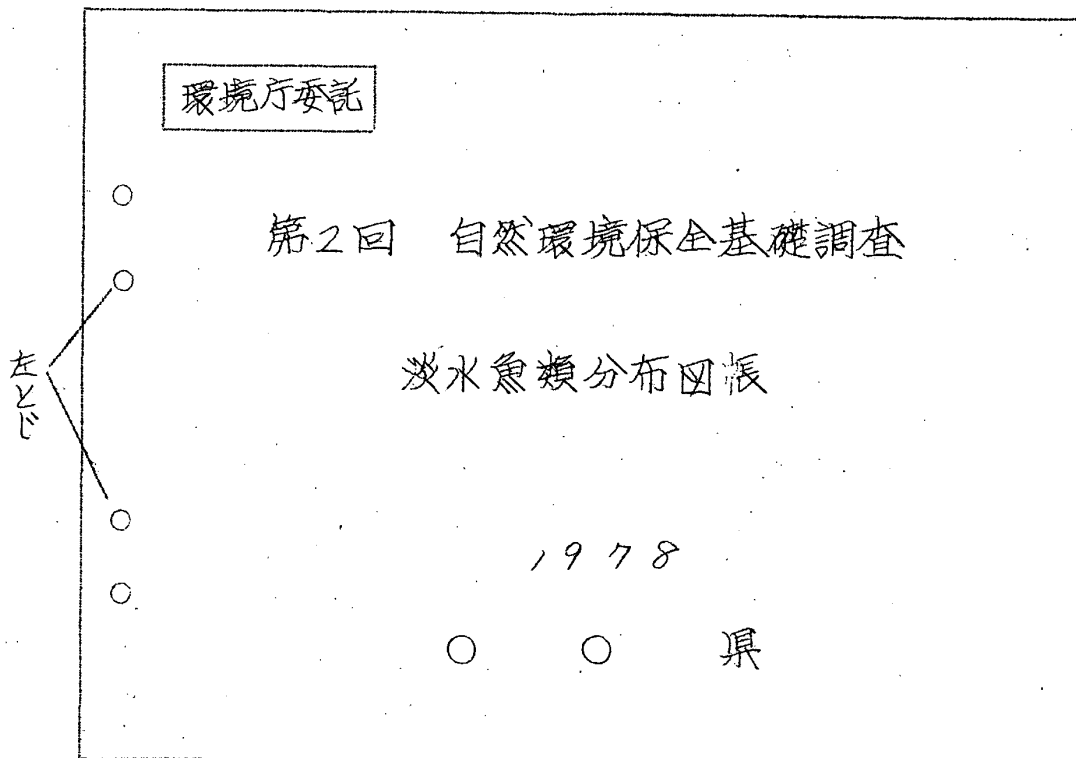 環境庁委託
第2回 自然環境保全基礎調査
淡水魚類分布図帳
左とじ
1978
○ ○ 県